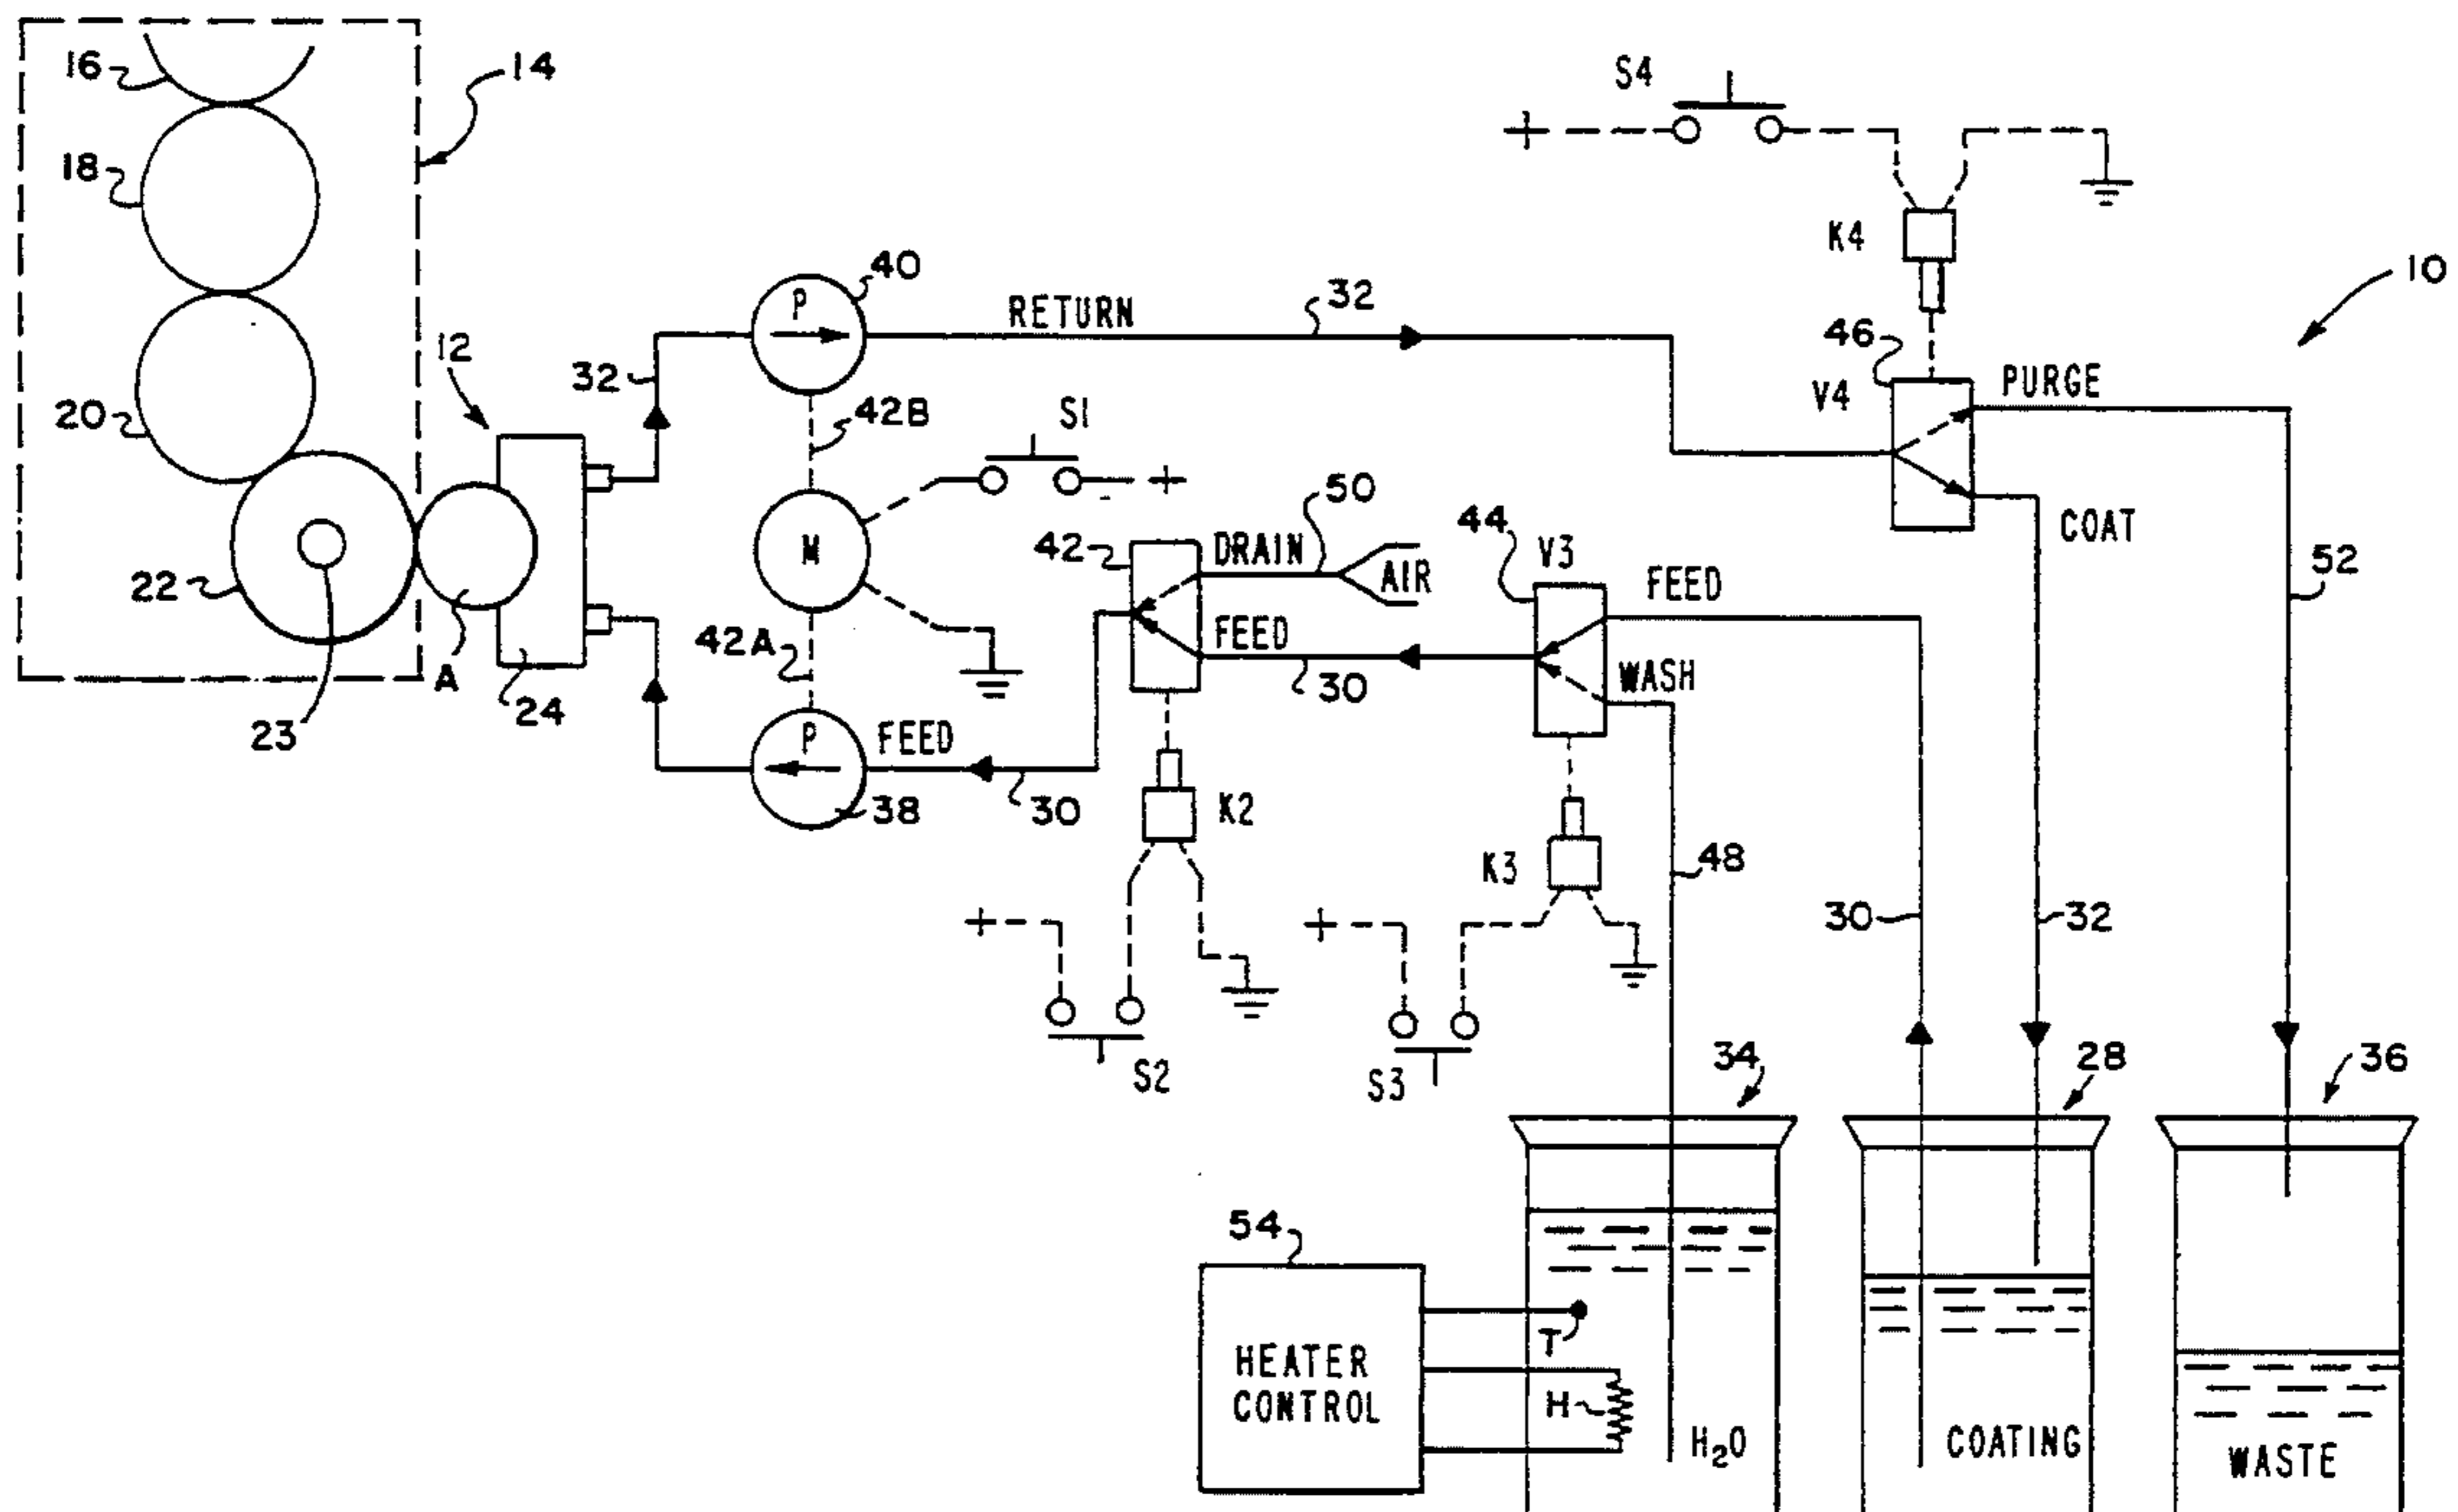 16
14
S4
18
K4
10
40
P
RETURN
32
12
46
PURGE
32
V4
20
42B
S1
COAT
50
44
V3
42
DRAIN
AIR
FEED
52
M
22
FEED
42A
WASH
A
24
30
23
P
FEED
38
30
K2
K3
48
30
32
S2
S3
34
28
36
54
T
HEATER
CONTROL
H
H2O
COATING
WASTE